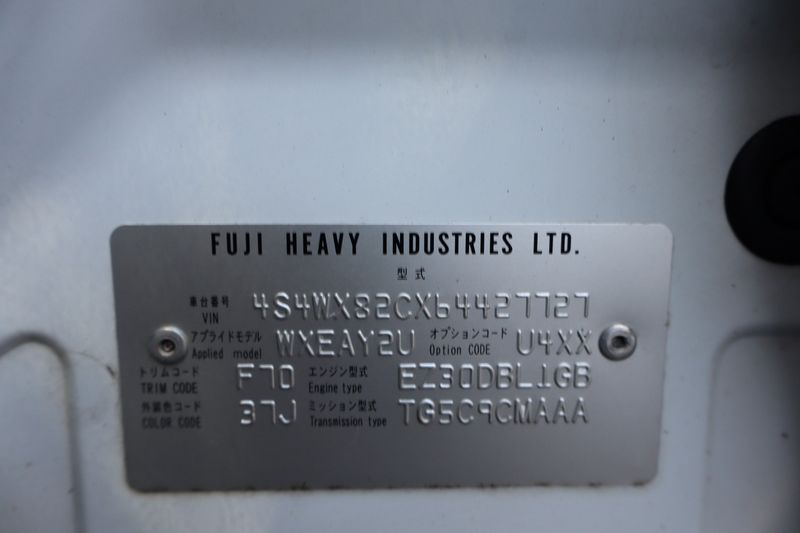 FUJI HEAVY INDUSTRIES LTD.
型式
車台番号 4S4WX82CX64427727
VIN
アプライドモデル WXEAY2U オプションコード U4XX
Applied model Option CODE
トリムコード F70 エンジン型式 EZ30DBL1GB
TRIM CODE Engine type
外装色コード 37J ミッション型式 TG5C9CMAAA
COLOR CODE Transmission type